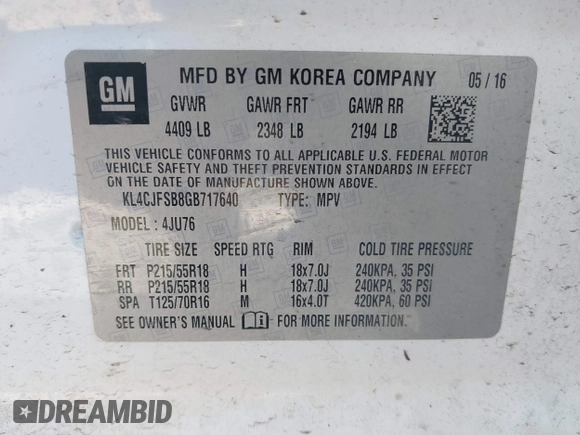 GM
MFD BY GM KOREA COMPANY 05/16
GVWR GAWR FRT GAWR RR
4409 LB 2348 LB 2194 LB
THIS VEHICLE CONFORMS TO ALL APPLICABLE U.S. FEDERAL MOTOR
VEHICLE SAFETY AND THEFT PREVENTION STANDARDS IN EFFECT ON
THE DATE OF MANUFACTURE SHOWN ABOVE.
KL4CJFSB8GB717640 TYPE: MPV
MODEL: 4JU76
TIRE SIZE SPEED RTG RIM COLD TIRE PRESSURE
FRT P215/55R18 H 18x7.0J 240KPA, 35 PSI
RR P215/55R18 H 18x7.0J 240KPA, 35 PSI
SPA T125/70R16 M 16x4.0T 420KPA, 60 PSI
SEE OWNER'S MANUAL FOR MORE INFORMATION.
DREAMBID